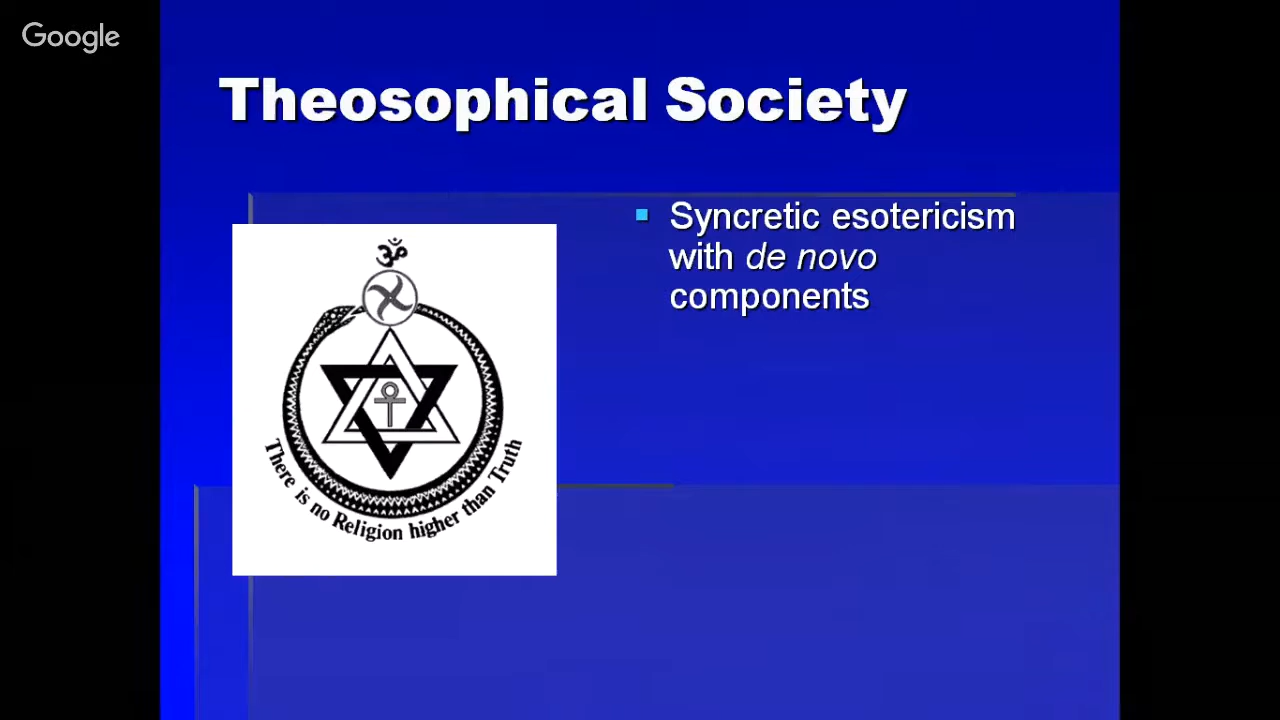 Google
Theosophical Society
Syncretic esotericism
with de novo
components
ॐ
There is no Religion higher than Truth